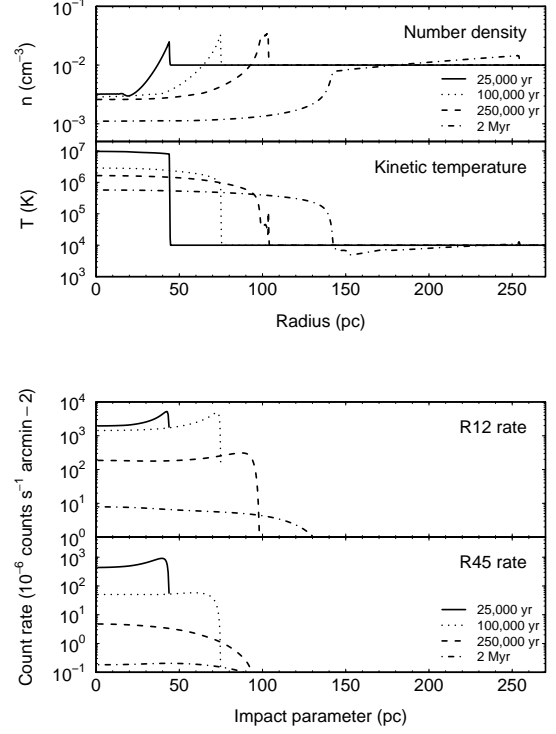 10⁻¹
10⁻²
10⁻³
n (cm⁻³)
Number density
25,000 yr
100,000 yr
250,000 yr
2 Myr
10⁷
10⁶
10⁵
10⁴
10³
T (K)
Kinetic temperature
0 50 100 150 200 250
Radius (pc)
10⁴
10³
10²
10¹
10⁰
R12 rate
10³
10²
10¹
10⁰
10⁻¹
Count rate (10⁻⁶ counts s⁻¹ arcmin − 2)
R45 rate
25,000 yr
100,000 yr
250,000 yr
2 Myr
0 50 100 150 200 250
Impact parameter (pc)